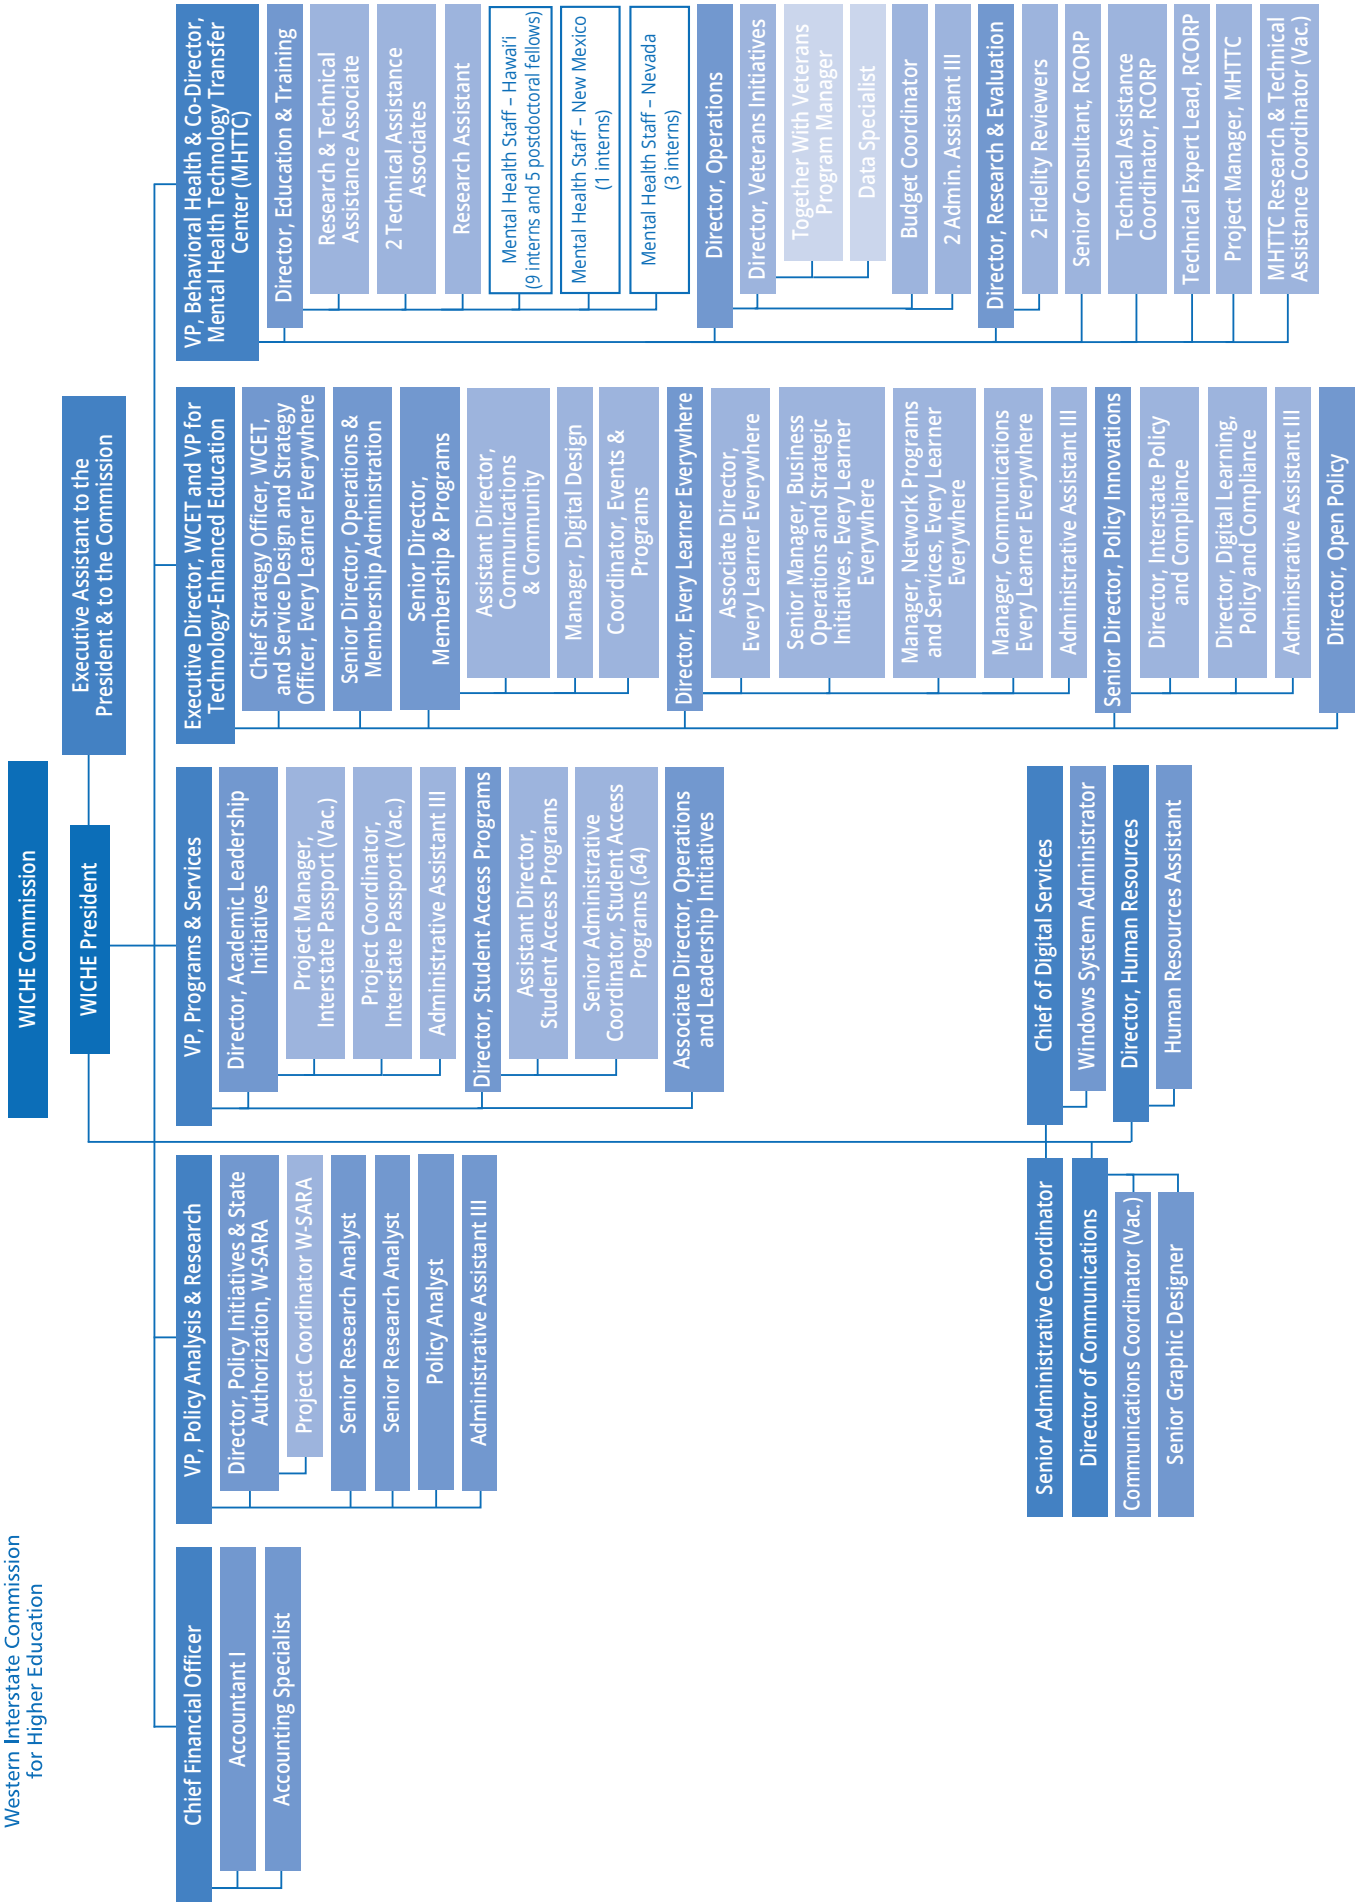 Western Interstate Commission
for Higher Education
WICHE Commission
WICHE President
Executive Assistant to the
President & to the Commission
Chief Financial Officer
Accountant I
Accounting Specialist
VP, Policy Analysis & Research
Director, Policy Initiatives & State
Authorization, W-SARA
Project Coordinator W-SARA
Senior Research Analyst
Senior Research Analyst
Policy Analyst
Administrative Assistant III
VP, Programs & Services
Director, Academic Leadership
Initiatives
Project Manager,
Interstate Passport (Vac.)
Project Coordinator,
Interstate Passport (Vac.)
Administrative Assistant III
Director, Student Access Programs
Assistant Director,
Student Access Programs
Senior Administrative
Coordinator, Student Access
Programs (.64)
Associate Director, Operations
and Leadership Initiatives
Executive Director, WCET and VP for
Technology-Enhanced Education
Chief Strategy Officer, WCET,
and Service Design and Strategy
Officer, Every Learner Everywhere
Senior Director, Operations &
Membership Administration
Senior Director,
Membership & Programs
Assistant Director,
Communications
& Community
Manager, Digital Design
Coordinator, Events &
Programs
Director, Every Learner Everywhere
Associate Director,
Every Learner Everywhere
Senior Manager, Business
Operations and Strategic
Initiatives, Every Learner
Everywhere
Manager, Network Programs
and Services, Every Learner
Everywhere
Manager, Communications
Every Learner Everywhere
Administrative Assistant III
Senior Director, Policy Innovations
Director, Interstate Policy
and Compliance
Director, Digital Learning,
Policy and Compliance
Administrative Assistant III
Director, Open Policy
VP, Behavioral Health & Co-Director,
Mental Health Technology Transfer
Center (MHTTC)
Director, Education & Training
Research & Technical
Assistance Associate
2 Technical Assistance
Associates
Research Assistant
Mental Health Staff – Hawai‘i
(9 interns and 5 postdoctoral fellows)
Mental Health Staff – New Mexico
(1 interns)
Mental Health Staff – Nevada
(3 interns)
Director, Operations
Director, Veterans Initiatives
Together With Veterans
Program Manager
Data Specialist
Budget Coordinator
2 Admin. Assistant III
Director, Research & Evaluation
2 Fidelity Reviewers
Senior Consultant, RCORP
Technical Assistance
Coordinator, RCORP
Technical Expert Lead, RCORP
Project Manager, MHTTC
MHTTC Research & Technical
Assistance Coordinator (Vac.)
Senior Administrative Coordinator
Director of Communications
Communications Coordinator (Vac.)
Senior Graphic Designer
Chief of Digital Services
Windows System Administrator
Director, Human Resources
Human Resources Assistant